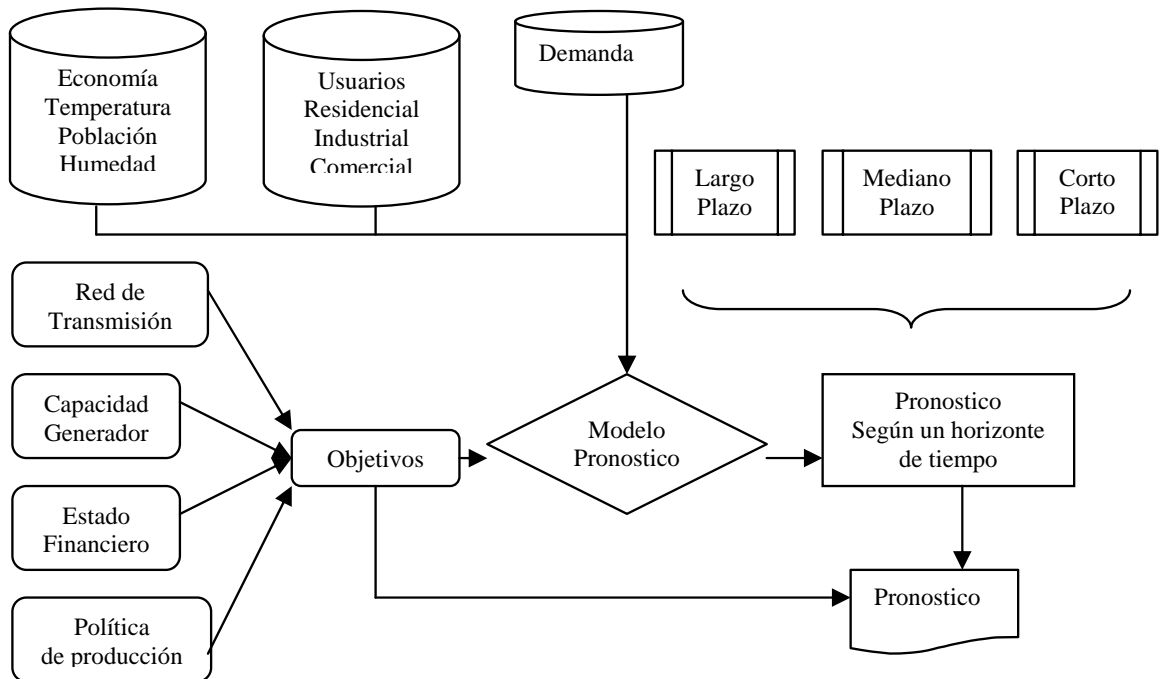 Economía
Temperatura
Población
Humedad
Usuarios
Residencial
Industrial
Comercial
Demanda
Largo
Plazo
Mediano
Plazo
Corto
Plazo
Red de
Transmisión
Capacidad
Generador
Estado
Financiero
Política
de producción
Objetivos
Modelo
Pronostico
Pronostico
Según un horizonte
de tiempo
Pronostico